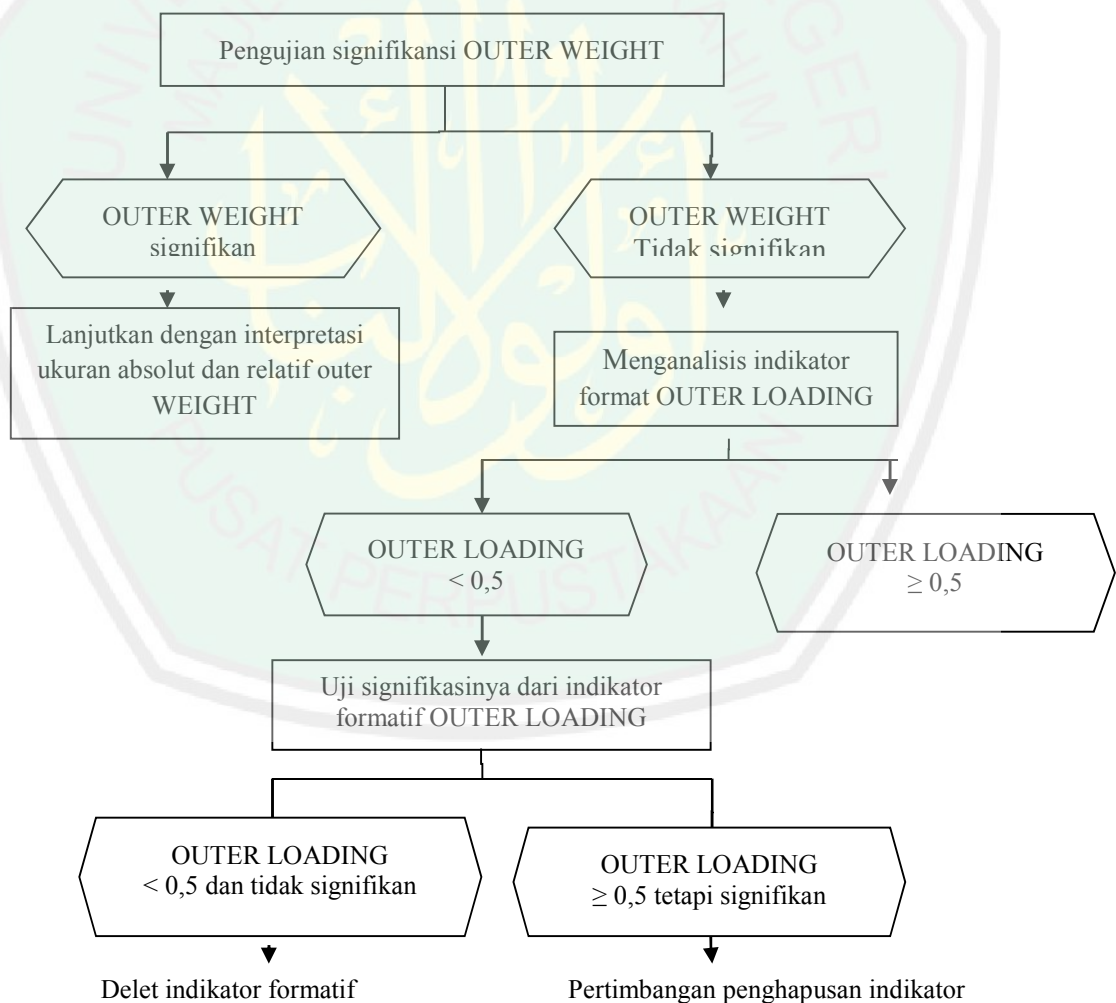 Pengujian signifikansi OUTER WEIGHT
OUTER WEIGHT
signifikan
OUTER WEIGHT
Tidak signifikan
Lanjutkan dengan interpretasi
ukuran absolut dan relatif outer
WEIGHT
Menganalisis indikator
format OUTER LOADING
OUTER LOADING
< 0,5
OUTER LOADING
≥ 0,5
Uji signifikasinya dari indikator
formatif OUTER LOADING
OUTER LOADING
< 0,5 dan tidak signifikan
OUTER LOADING
≥ 0,5 tetapi signifikan
Delet indikator formatif
Pertimbangan penghapusan indikator
PUSAT PERPUSTAKAAN